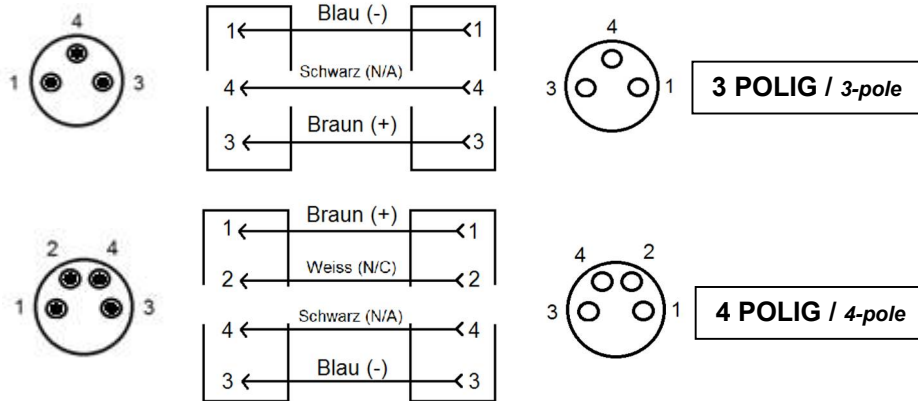 4
1 3
Blau (-)
1 1
Schwarz (N/A)
4 4
Braun (+)
3 3
4
3 1
3 POLIG / 3-pole
2 4
1 3
Braun (+)
1 1
Weiss (N/C)
2 2
Schwarz (N/A)
4 4
Blau (-)
3 3
4 2
3 1
4 POLIG / 4-pole